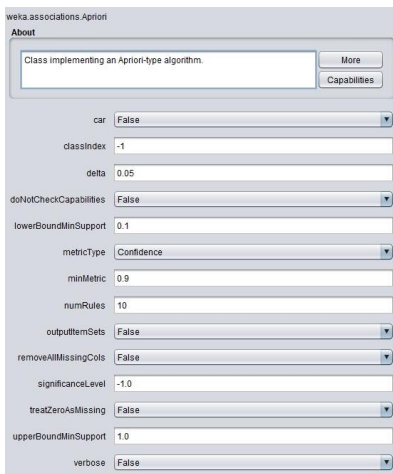 weka.associations.Apriori
About
Class implementing an Apriori-type algorithm.
More
Capabilities
car False
classIndex -1
delta 0.05
doNotCheckCapabilities False
lowerBoundMinSupport 0.1
metricType Confidence
minMetric 0.9
numRules 10
outputItemSets False
removeAllMissingCols False
significanceLevel -1.0
treatZeroAsMissing False
upperBoundMinSupport 1.0
verbose False